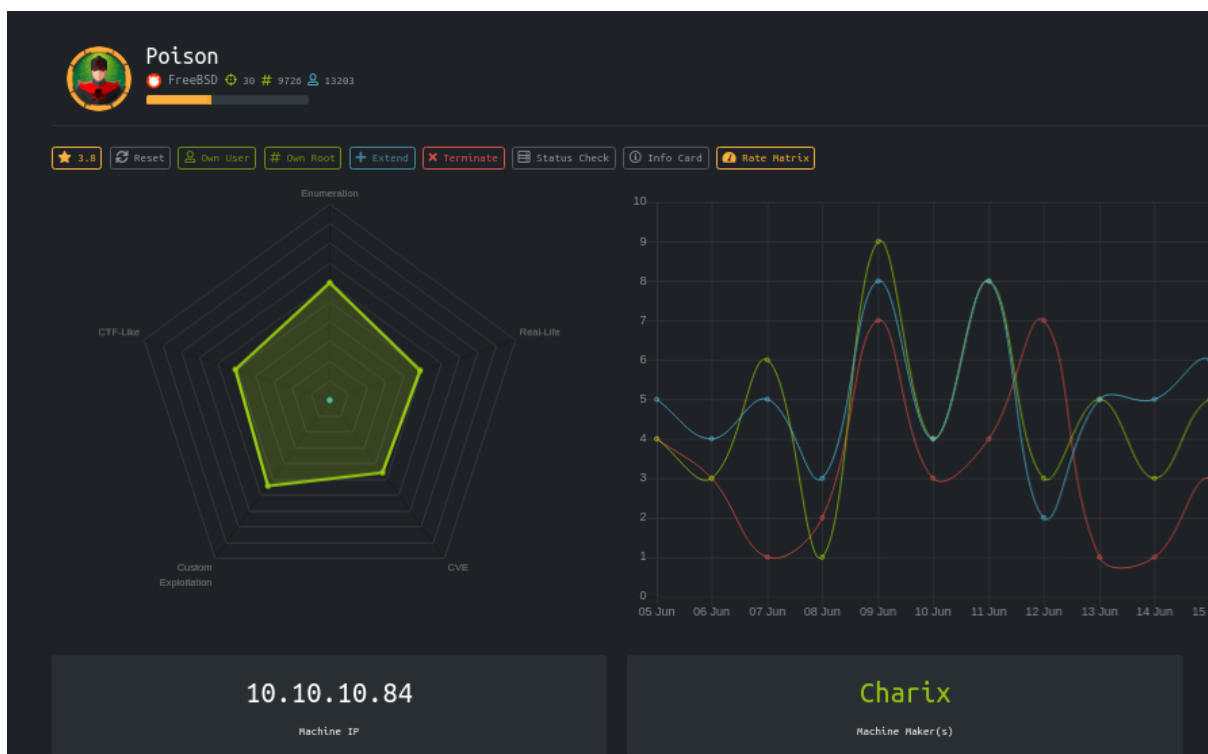 Poison
FreeBSD 30 # 9726 13203
3.8 Reset Own User # Own Root Extend Terminate Status Check Info Card Rate Matrix
Enumeration
CTF-Like
Real-Life
Custom
Exploitation
CVE
10
9
8
7
6
5
4
3
2
1
0
05 Jun 06 Jun 07 Jun 08 Jun 09 Jun 10 Jun 11 Jun 12 Jun 13 Jun 14 Jun 15
10.10.10.84
Machine IP
Charix
Machine Maker(s)